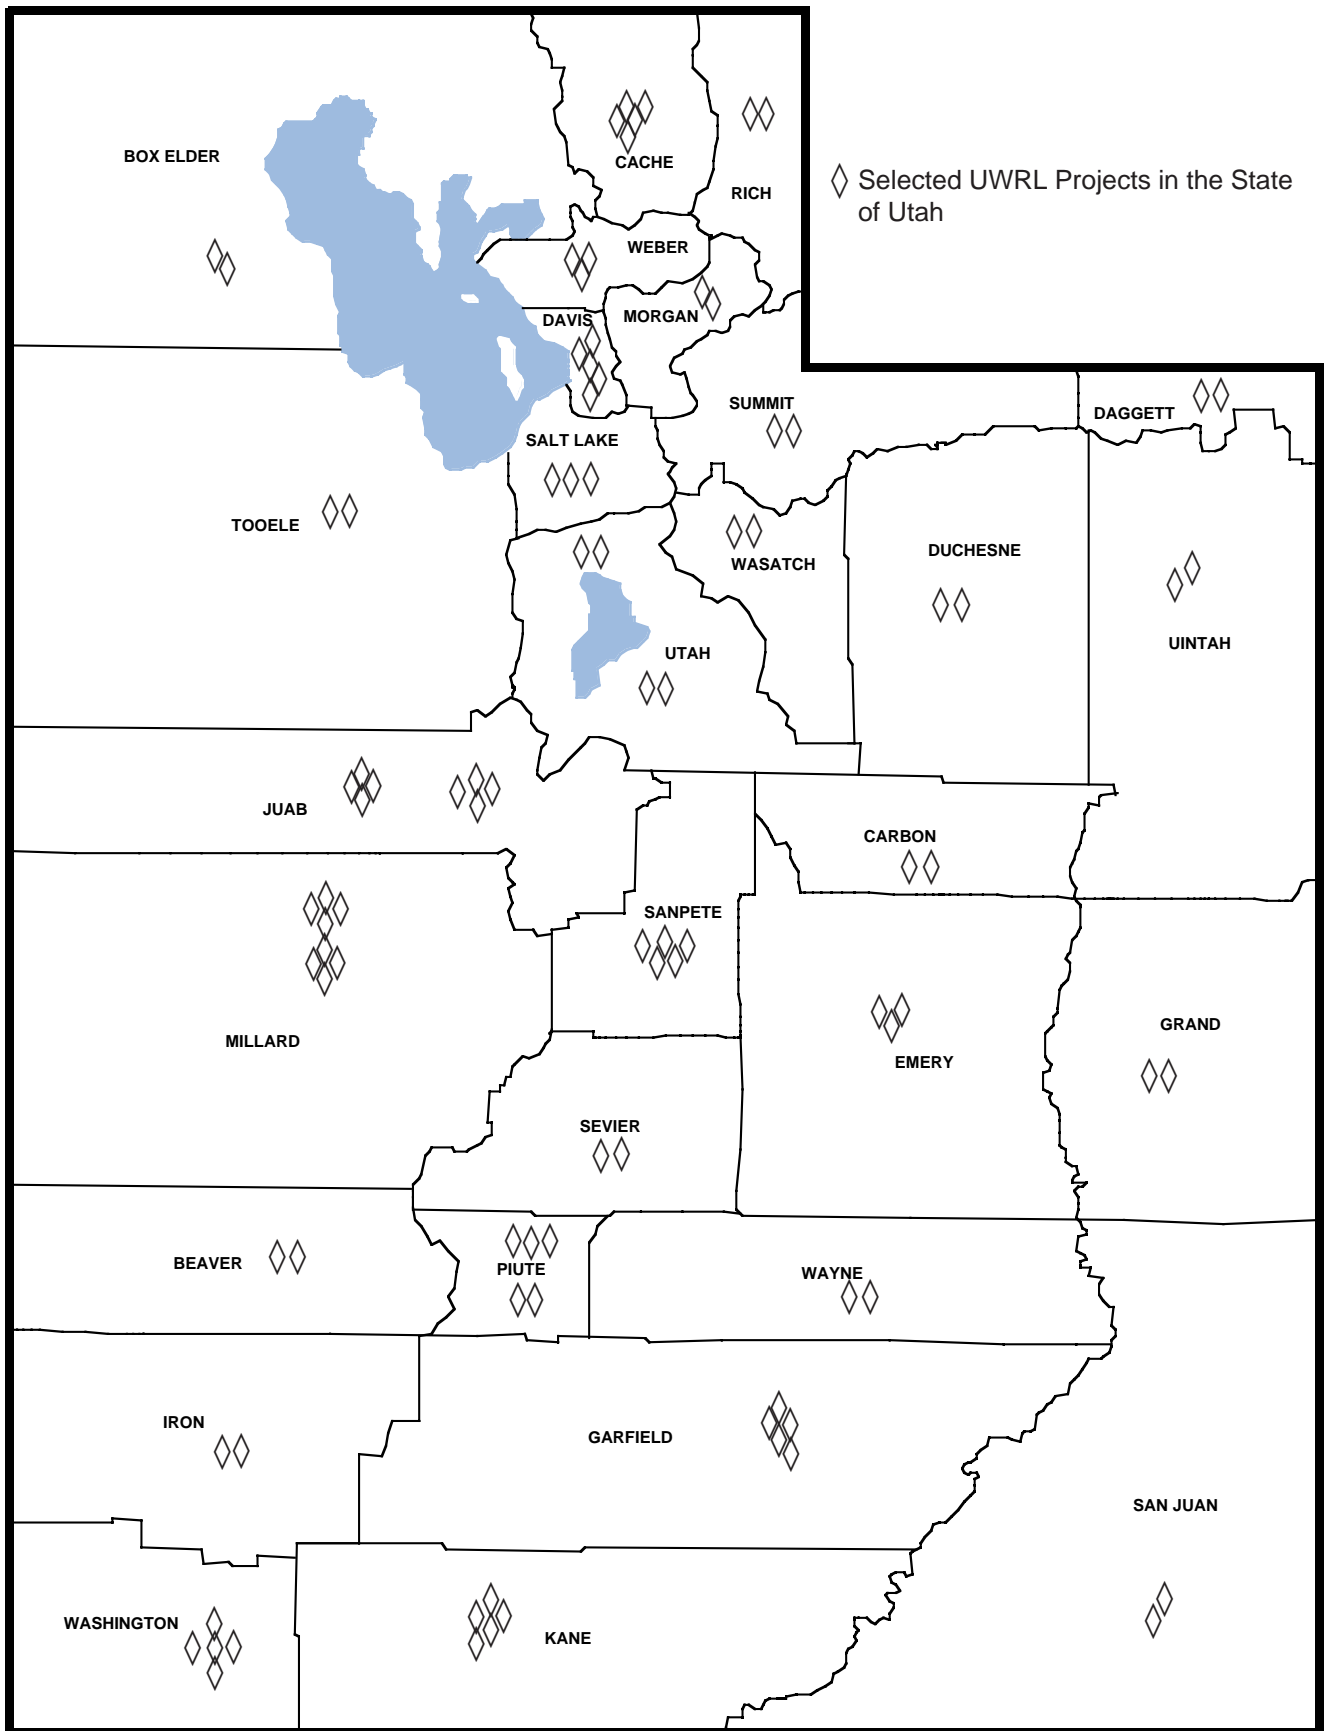 BOX ELDER
CACHE
RICH
◊ Selected UWRL Projects in the State
of Utah
WEBER
DAVIS
MORGAN
SUMMIT
DAGGETT
SALT LAKE
TOOELE
WASATCH
DUCHESNE
UINTAH
UTAH
JUAB
CARBON
SANPETE
MILLARD
GRAND
EMERY
SEVIER
BEAVER
PIUTE
WAYNE
IRON
GARFIELD
SAN JUAN
WASHINGTON
KANE